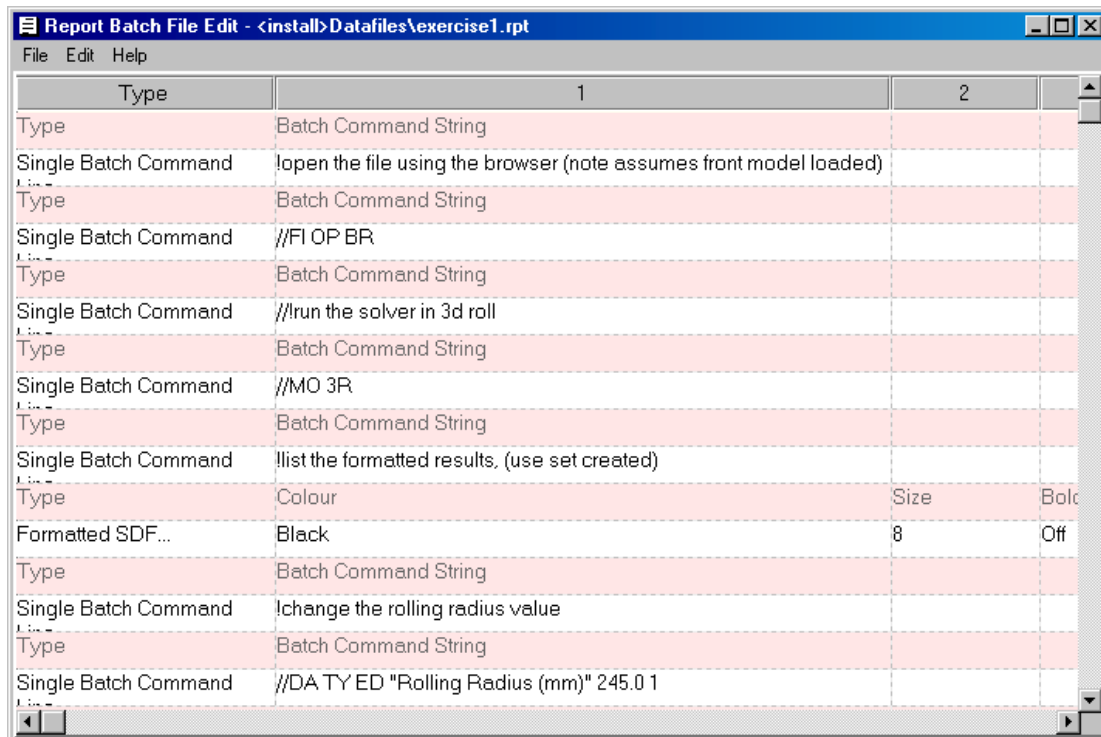 Report Batch File Edit - <install>Datafiles\exercise1.rpt
File Edit Help
Type 1 2
Type Batch Command String
Single Batch Command !open the file using the browser (note assumes front model loaded)
Type Batch Command String
Single Batch Command //FI OP BR
Type Batch Command String
Single Batch Command //!run the solver in 3d roll
Type Batch Command String
Single Batch Command //MO 3R
Type Batch Command String
Single Batch Command !list the formatted results, (use set created)
Type Colour Size
Formatted SDF... Black 8 Off
Type Batch Command String
Single Batch Command !change the rolling radius value
Type Batch Command String
Single Batch Command //DA TY ED "Rolling Radius (mm)" 245.0 1